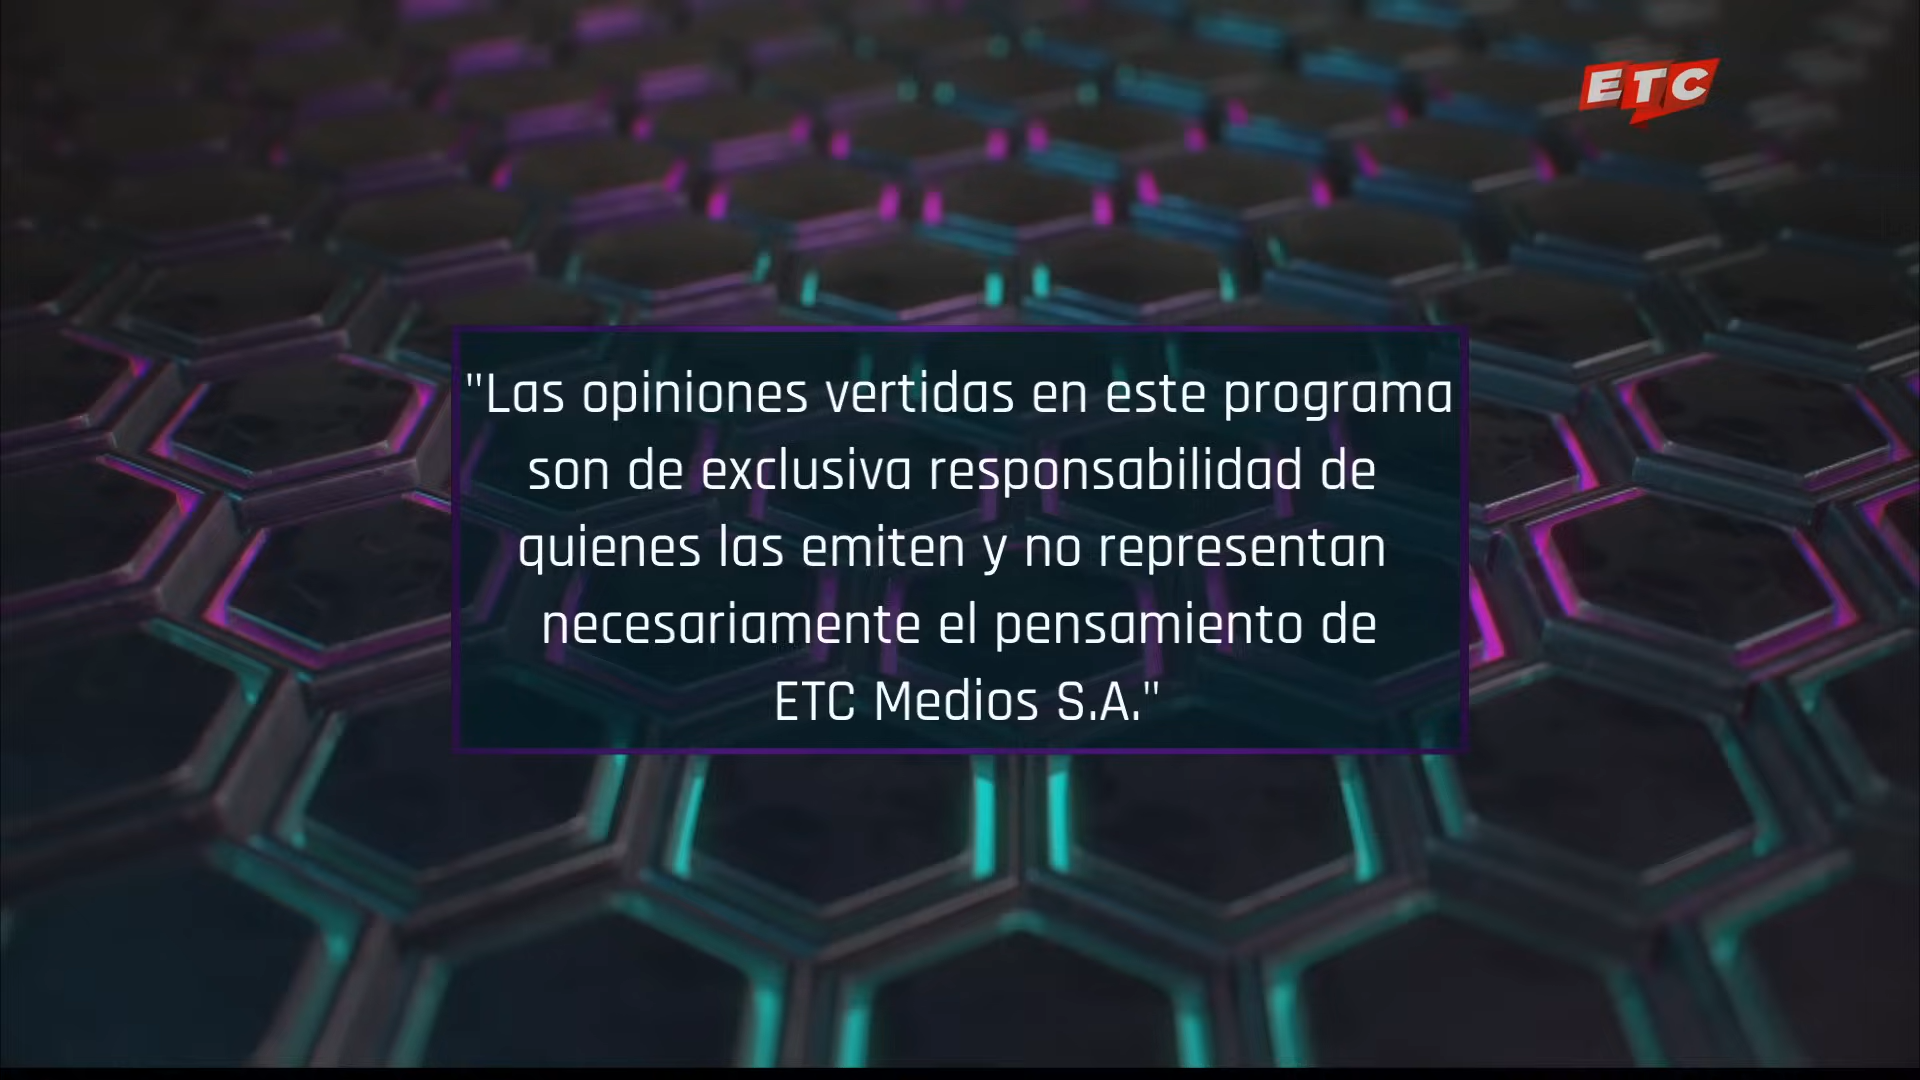 ETC
"Las opiniones vertidas en este programa
son de exclusiva responsabilidad de
quienes las emiten y no representan
necesariamente el pensamiento de
ETC Medios S.A."